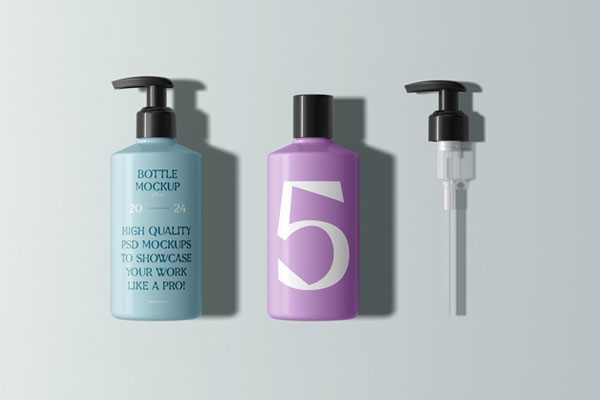 BOTTLE
MOCKUP
20 24
HIGH QUALITY
PSD MOCKUPS
TO SHOWCASE
YOUR WORK
LIKE A PRO!
5